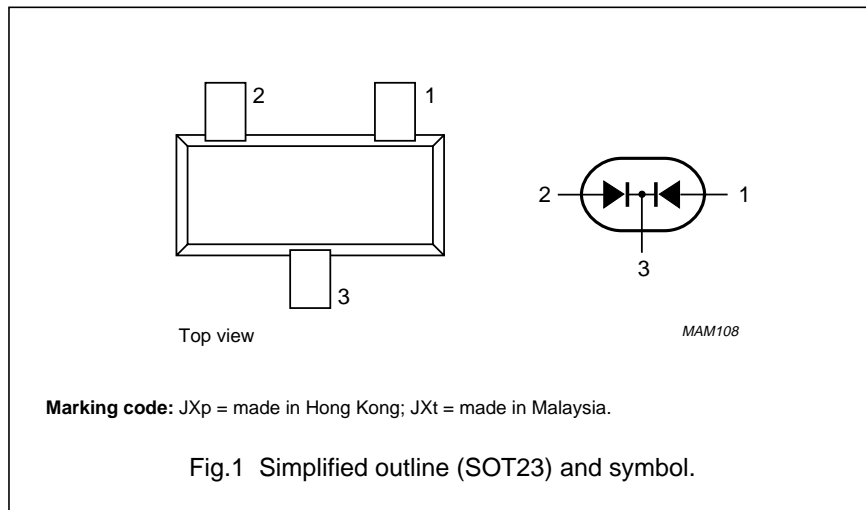 2
1
2
1
3
3
Top view
MAM108
Marking code: JXp = made in Hong Kong; JXt = made in Malaysia.
Fig.1 Simplified outline (SOT23) and symbol.